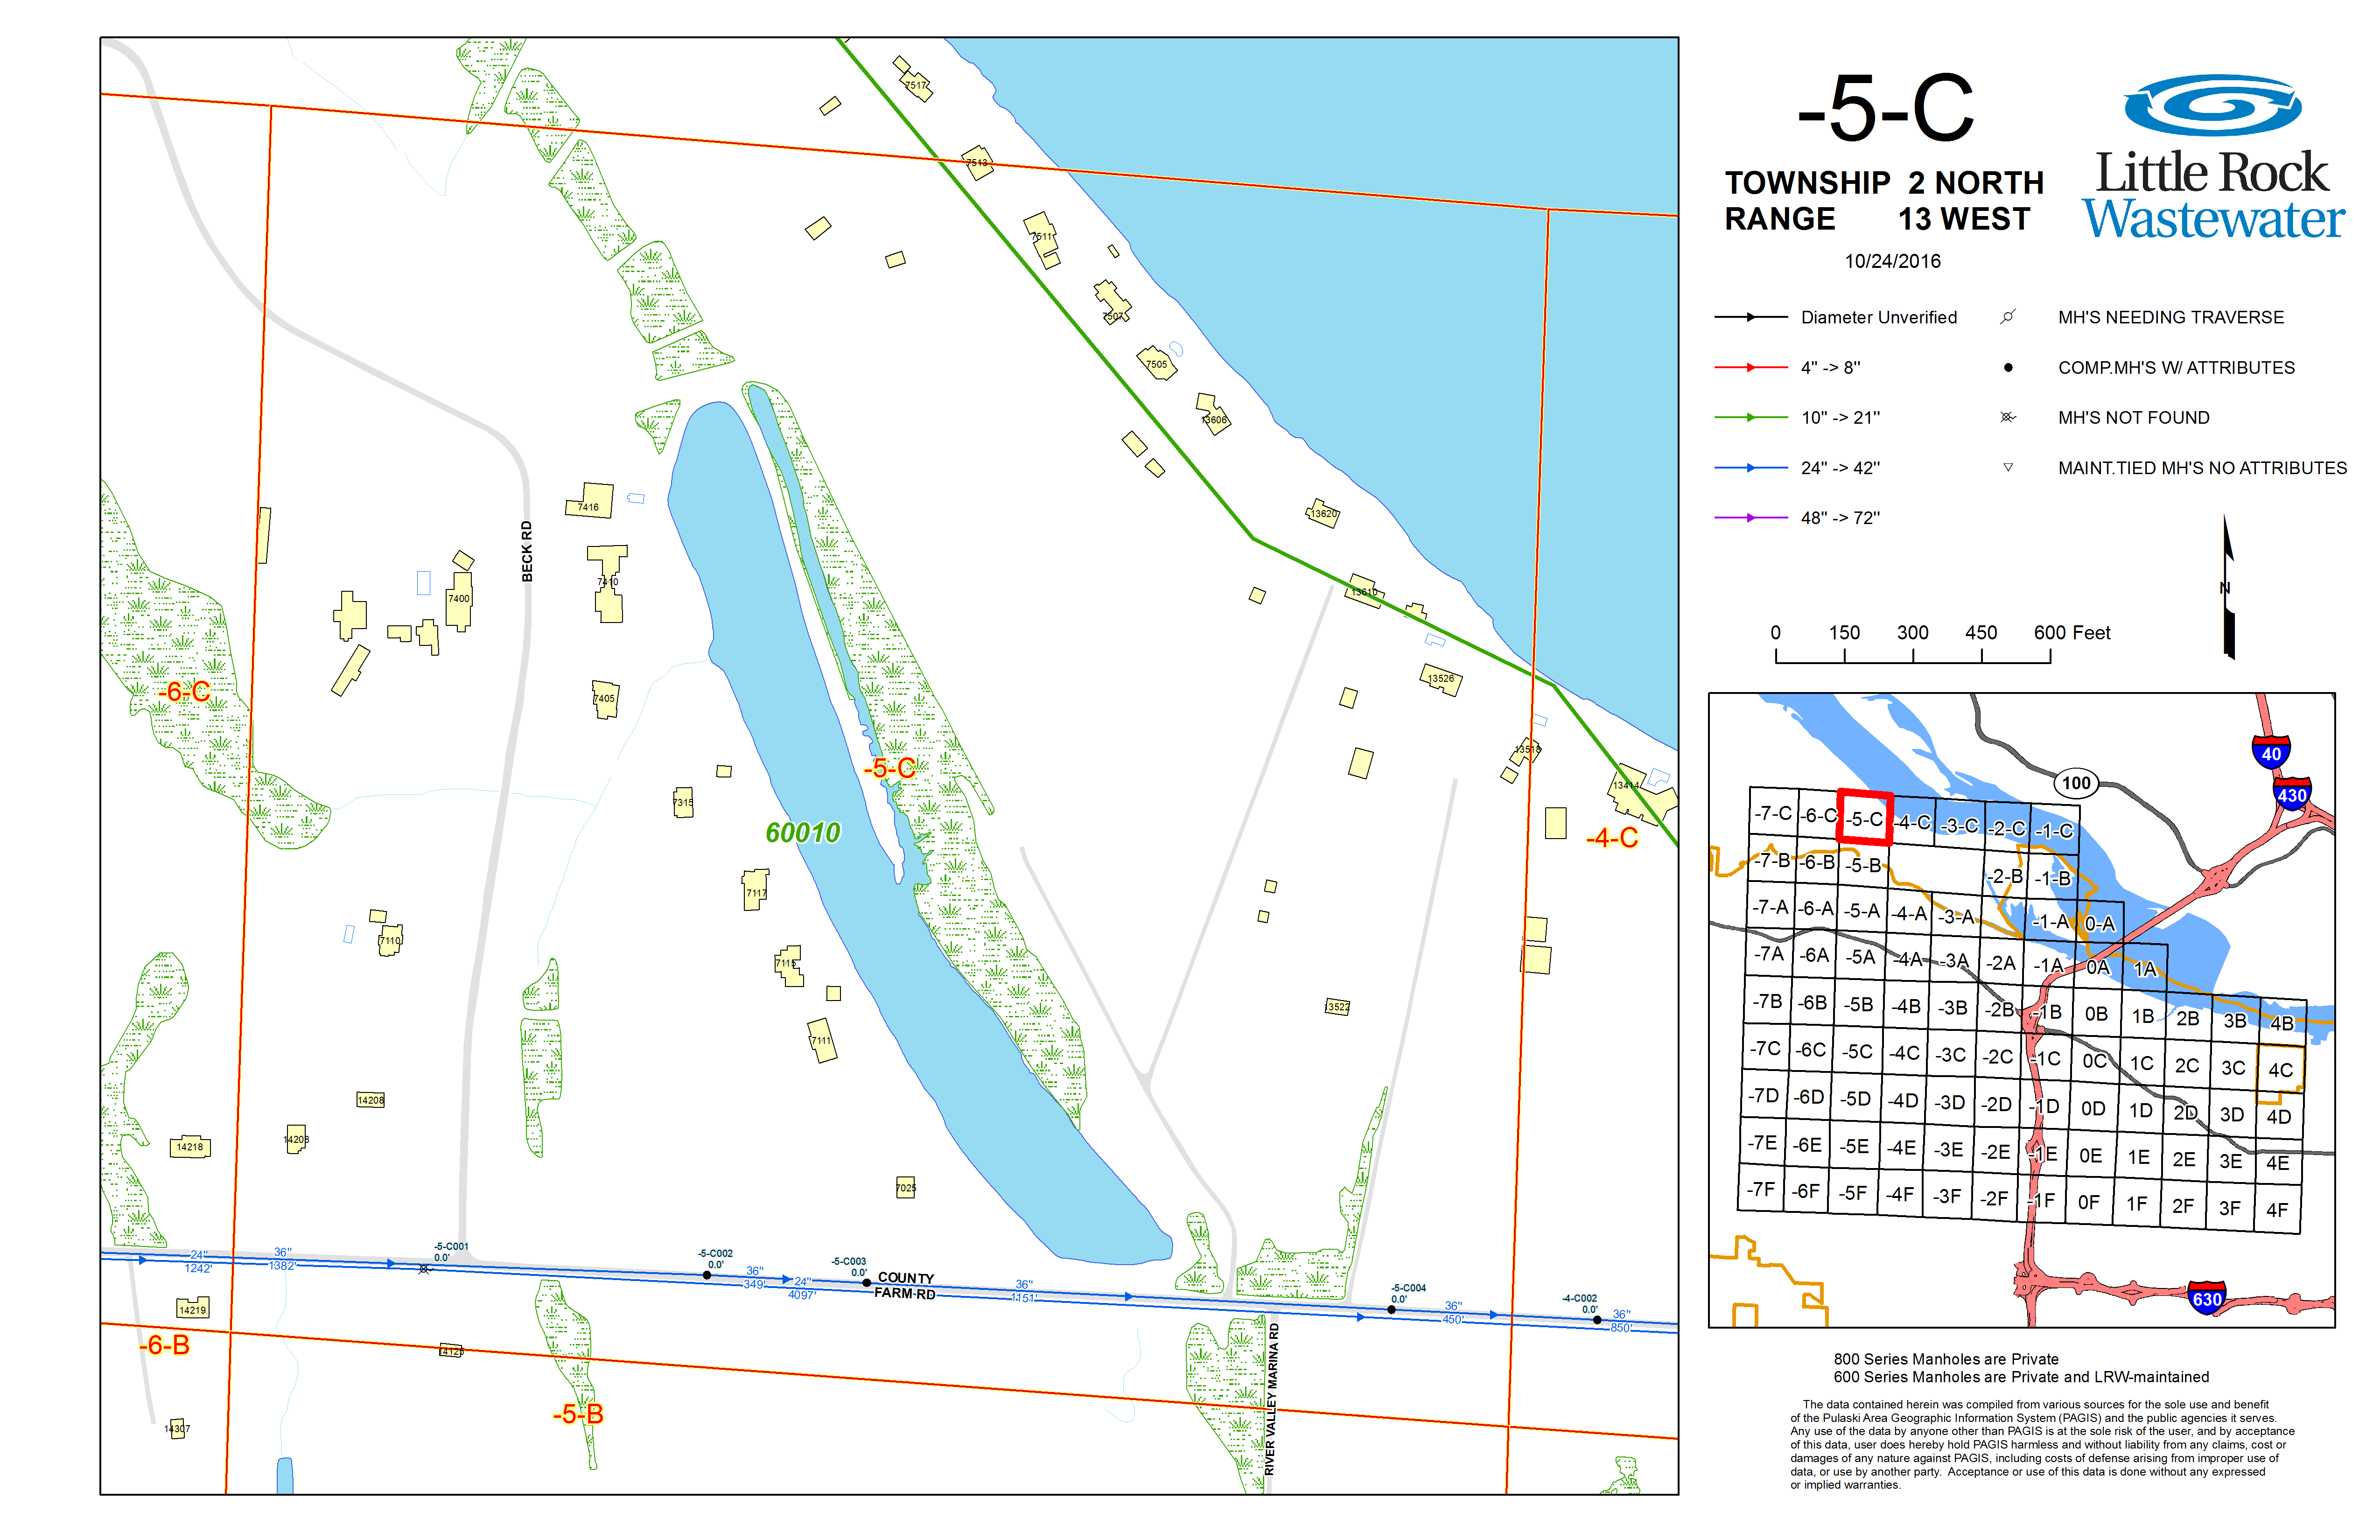 -5-C
TOWNSHIP 2 NORTH
RANGE 13 WEST
10/24/2016
Little Rock
Wastewater
Diameter Unverified
4" -> 8"
10" -> 21"
24" -> 42"
48" -> 72"
MH'S NEEDING TRAVERSE
COMP.MH'S W/ ATTRIBUTES
MH'S NOT FOUND
MAINT.TIED MH'S NO ATTRIBUTES
N
0 150 300 450 600 Feet
7517
7513
7511
7507
7505
13606
13620
13610
13526
13518
13414
7416
BECK RD
7410
7400
7405
-6-C
-5-C
-4-C
60010
7315
7117
7110
7115
13522
7111
14208
14203
14218
7025
-5-C001
0.0'
-5-C002
0.0'
-5-C003
0.0'
-5-C004
0.0'
-4-C002
0.0'
24"
1242'
36"
1382'
36"
349'
24"
4097'
COUNTY
FARM RD
36"
1151'
36"
450'
36"
850'
14219
-6-B
14123
-5-B
14307
RIVER VALLEY MARINA RD
40
430
100
630
-7-C -6-C -5-C -4-C -3-C -2-C -1-C
-7-B -6-B -5-B -2-B -1-B
-7-A -6-A -5-A -4-A -3-A -1-A 0-A
-7A -6A -5A -4A -3A -2A -1A 0A 1A
-7B -6B -5B -4B -3B -2B -1B 0B 1B 2B 3B 4B
-7C -6C -5C -4C -3C -2C -1C 0C 1C 2C 3C 4C
-7D -6D -5D -4D -3D -2D -1D 0D 1D 2D 3D 4D
-7E -6E -5E -4E -3E -2E -1E 0E 1E 2E 3E 4E
-7F -6F -5F -4F -3F -2F -1F 0F 1F 2F 3F 4F
800 Series Manholes are Private
600 Series Manholes are Private and LRW-maintained
The data contained herein was compiled from various sources for the sole use and benefit
of the Pulaski Area Geographic Information System (PAGIS) and the public agencies it serves.
Any use of the data by anyone other than PAGIS is at the sole risk of the user, and by acceptance
of this data, user does hereby hold PAGIS harmless and without liability from any claims, cost or
damages of any nature against PAGIS, including costs of defense arising from improper use of
data, or use by another party. Acceptance or use of this data is done without any expressed
or implied warranties.